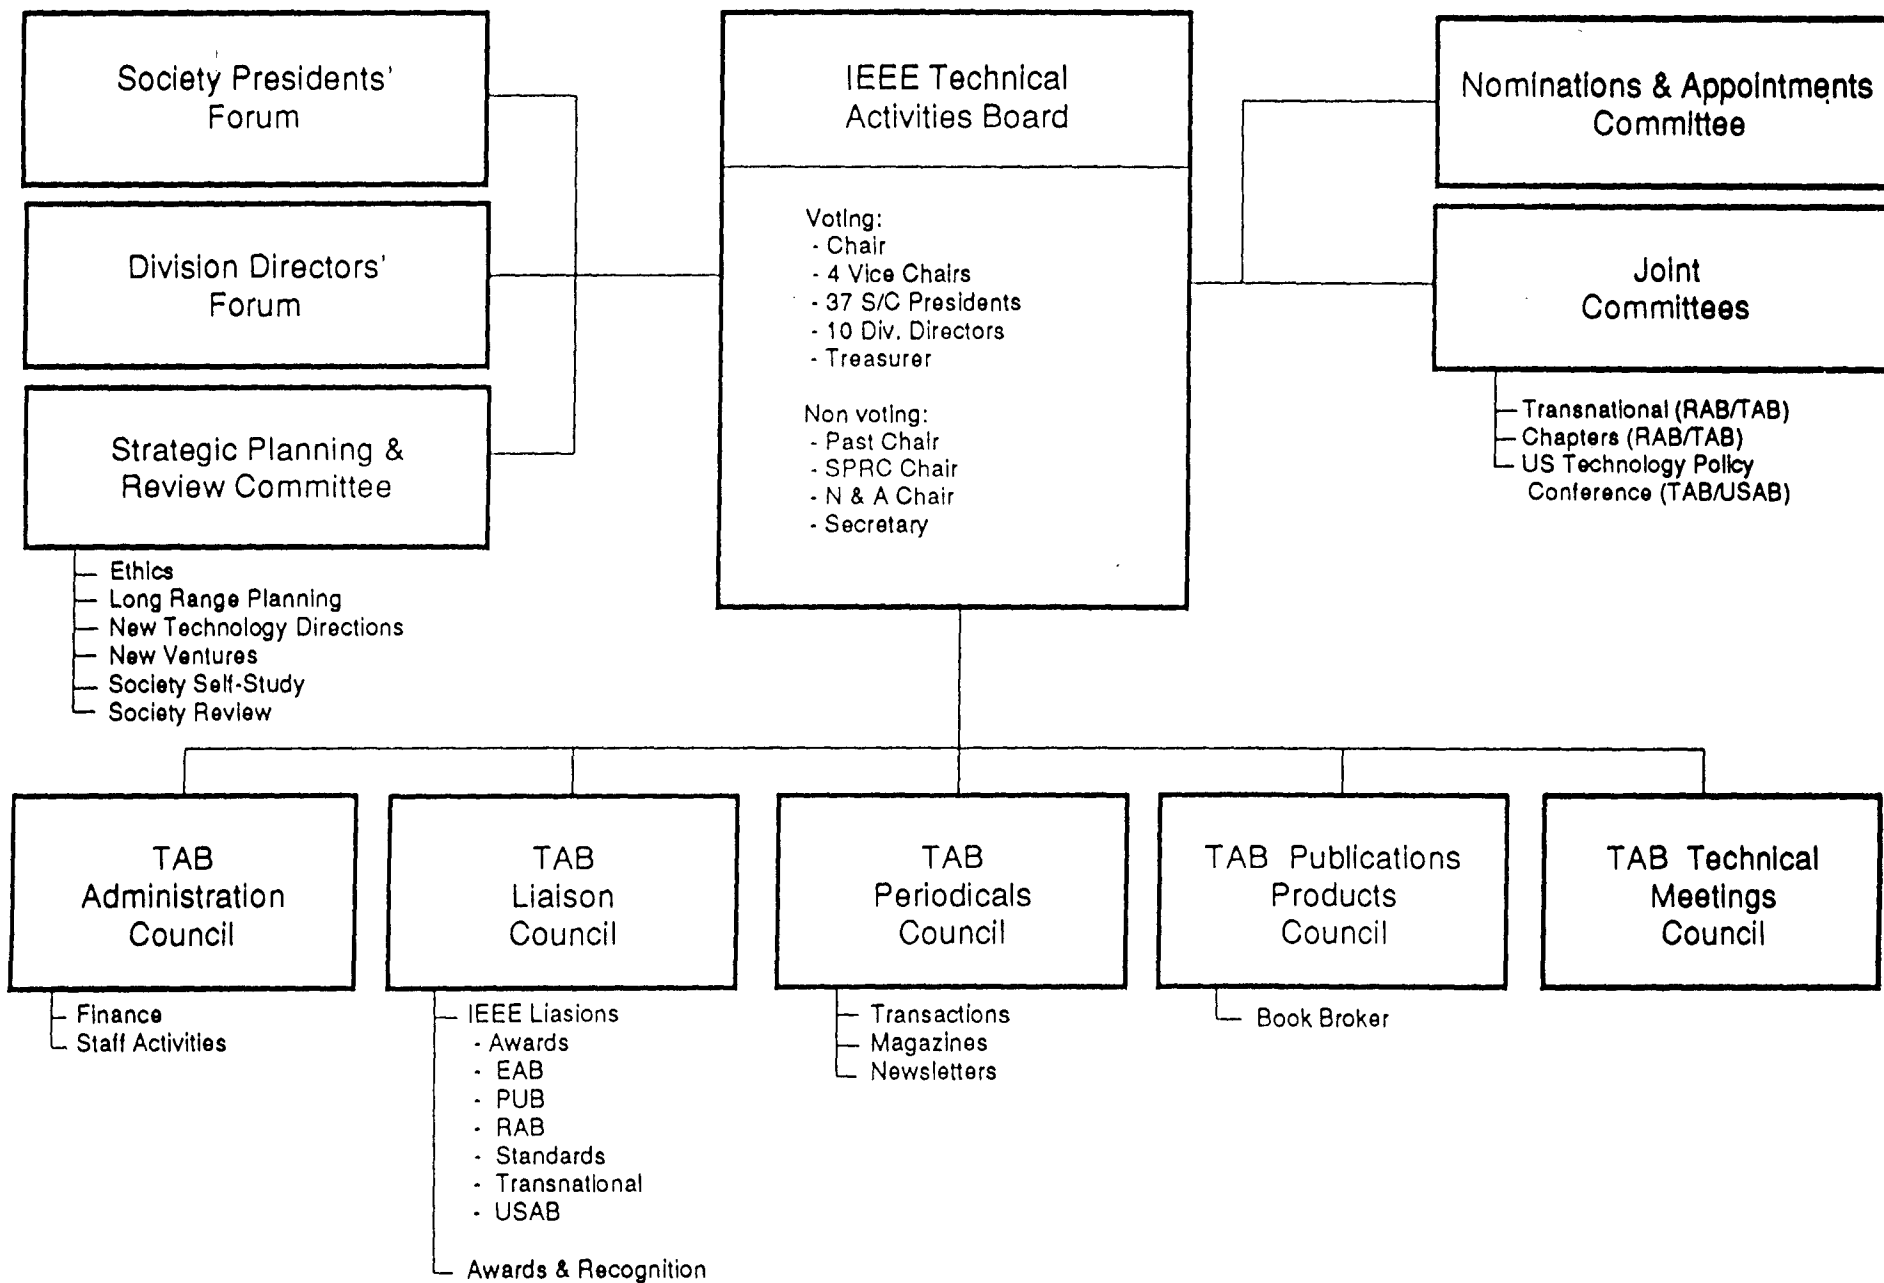 Society Presidents'
Forum
Division Directors'
Forum
Strategic Planning &
Review Committee
Ethics
Long Range Planning
New Technology Directions
New Ventures
Society Self-Study
Society Review
IEEE Technical
Activities Board
Voting:
- Chair
- 4 Vice Chairs
- 37 S/C Presidents
- 10 Div. Directors
- Treasurer
Non voting:
- Past Chair
- SPRC Chair
- N & A Chair
- Secretary
Nominations & Appointments
Committee
Joint
Committees
Transnational (RAB/TAB)
Chapters (RAB/TAB)
US Technology Policy
Conference (TAB/USAB)
TAB
Administration
Council
Finance
Staff Activities
TAB
Liaison
Council
IEEE Liasions
- Awards
- EAB
- PUB
- RAB
- Standards
- Transnational
- USAB
Awards & Recognition
TAB
Periodicals
Council
Transactions
Magazines
Newsletters
TAB Publications
Products
Council
Book Broker
TAB Technical
Meetings
Council